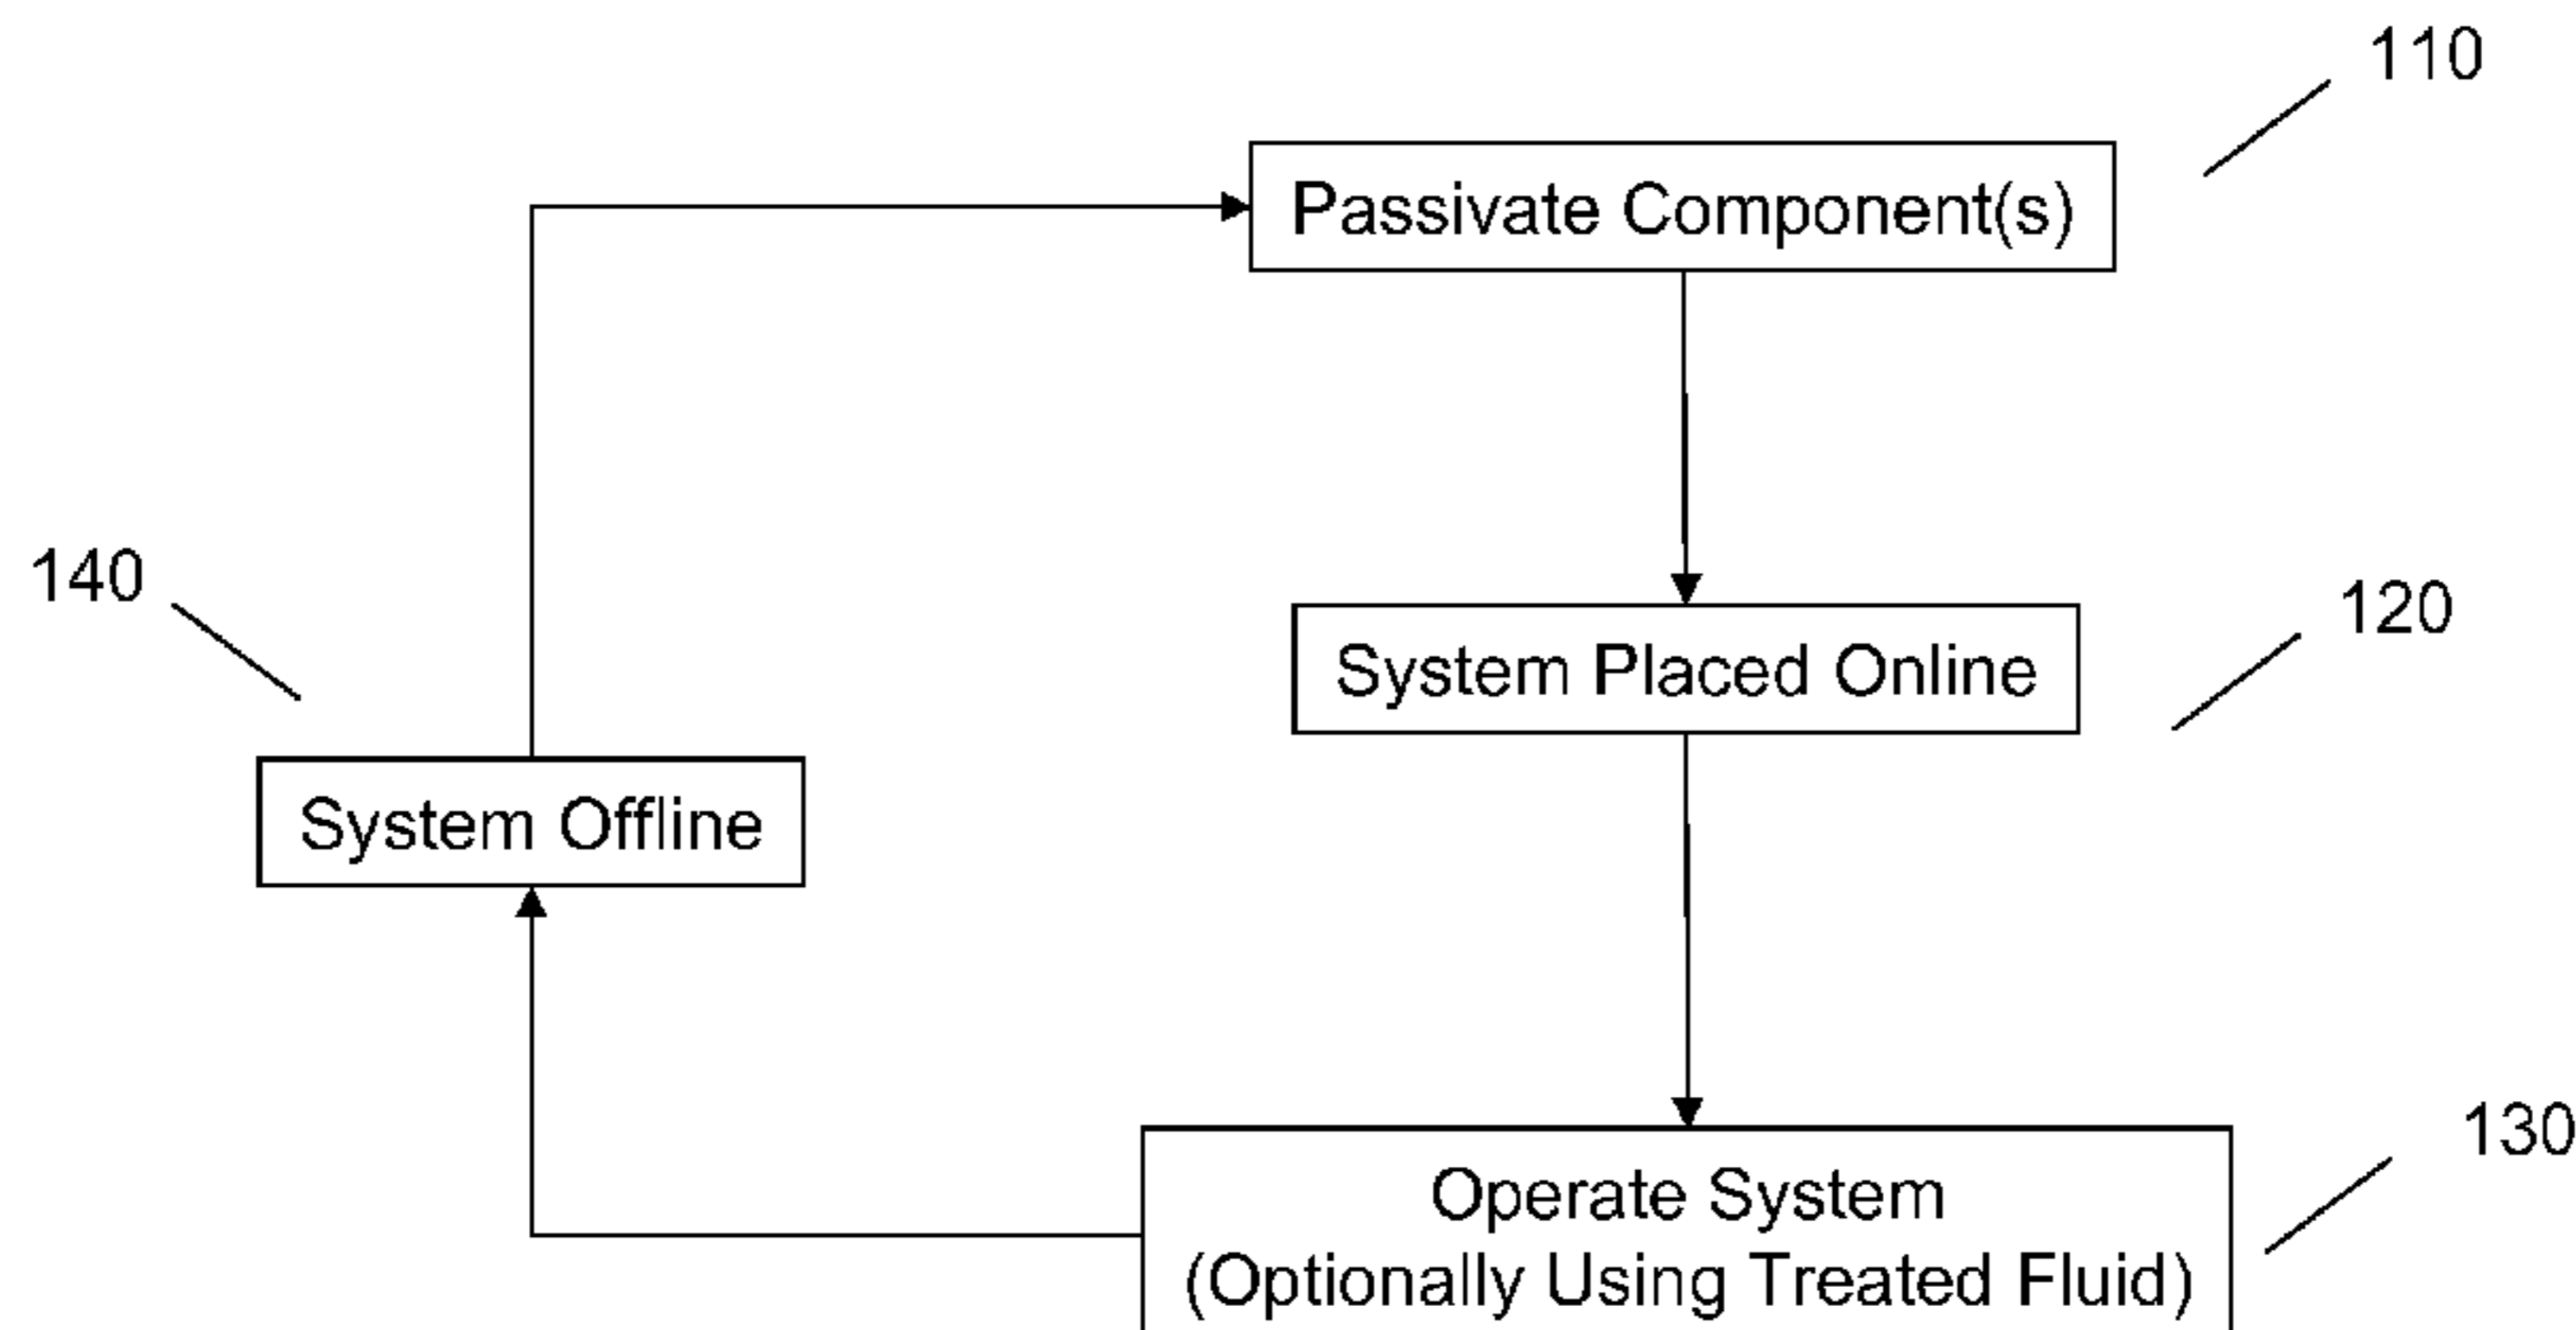 110
Passivate Component(s)
140
120
System Placed Online
System Offline
130
Operate System
(Optionally Using Treated Fluid)